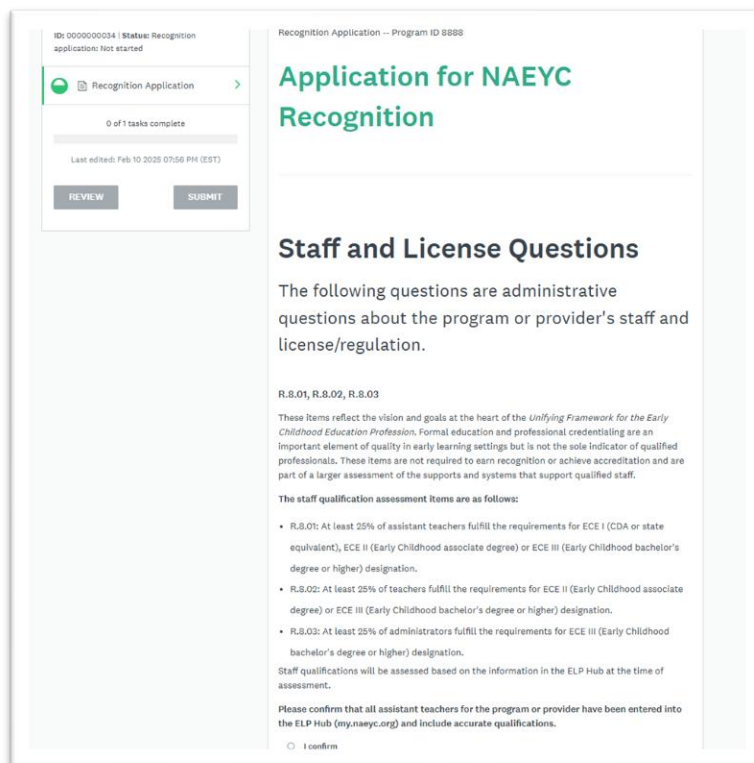 ID: 0000000034 | Status: Recognition
application: Not started
Recognition Application
0 of 1 tasks complete
Last edited: Feb 10 2025 07:56 PM (EST)
REVIEW
SUBMIT
Recognition Application -- Program ID 8888
Application for NAEYC
Recognition
Staff and License Questions
The following questions are administrative
questions about the program or provider's staff and
license/regulation.
R.8.01, R.8.02, R.8.03
These items reflect the vision and goals at the heart of the Unifying Framework for the Early
Childhood Education Profession. Formal education and professional credentialing are an
important element of quality in early learning settings but is not the sole indicator of qualified
professionals. These items are not required to earn recognition or achieve accreditation and are
part of a larger assessment of the supports and systems that support qualified staff.
The staff qualification assessment items are as follows:
• R.8.01: At least 25% of assistant teachers fulfill the requirements for ECE I (CDA or state
equivalent), ECE II (Early Childhood associate degree) or ECE III (Early Childhood bachelor's
degree or higher) designation.
• R.8.02: At least 25% of teachers fulfill the requirements for ECE II (Early Childhood associate
degree) or ECE III (Early Childhood bachelor's degree or higher) designation.
• R.8.03: At least 25% of administrators fulfill the requirements for ECE III (Early Childhood
bachelor's degree or higher) designation.
Staff qualifications will be assessed based on the information in the ELP Hub at the time of
assessment.
Please confirm that all assistant teachers for the program or provider have been entered into
the ELP Hub (my.naeyc.org) and include accurate qualifications.
I confirm